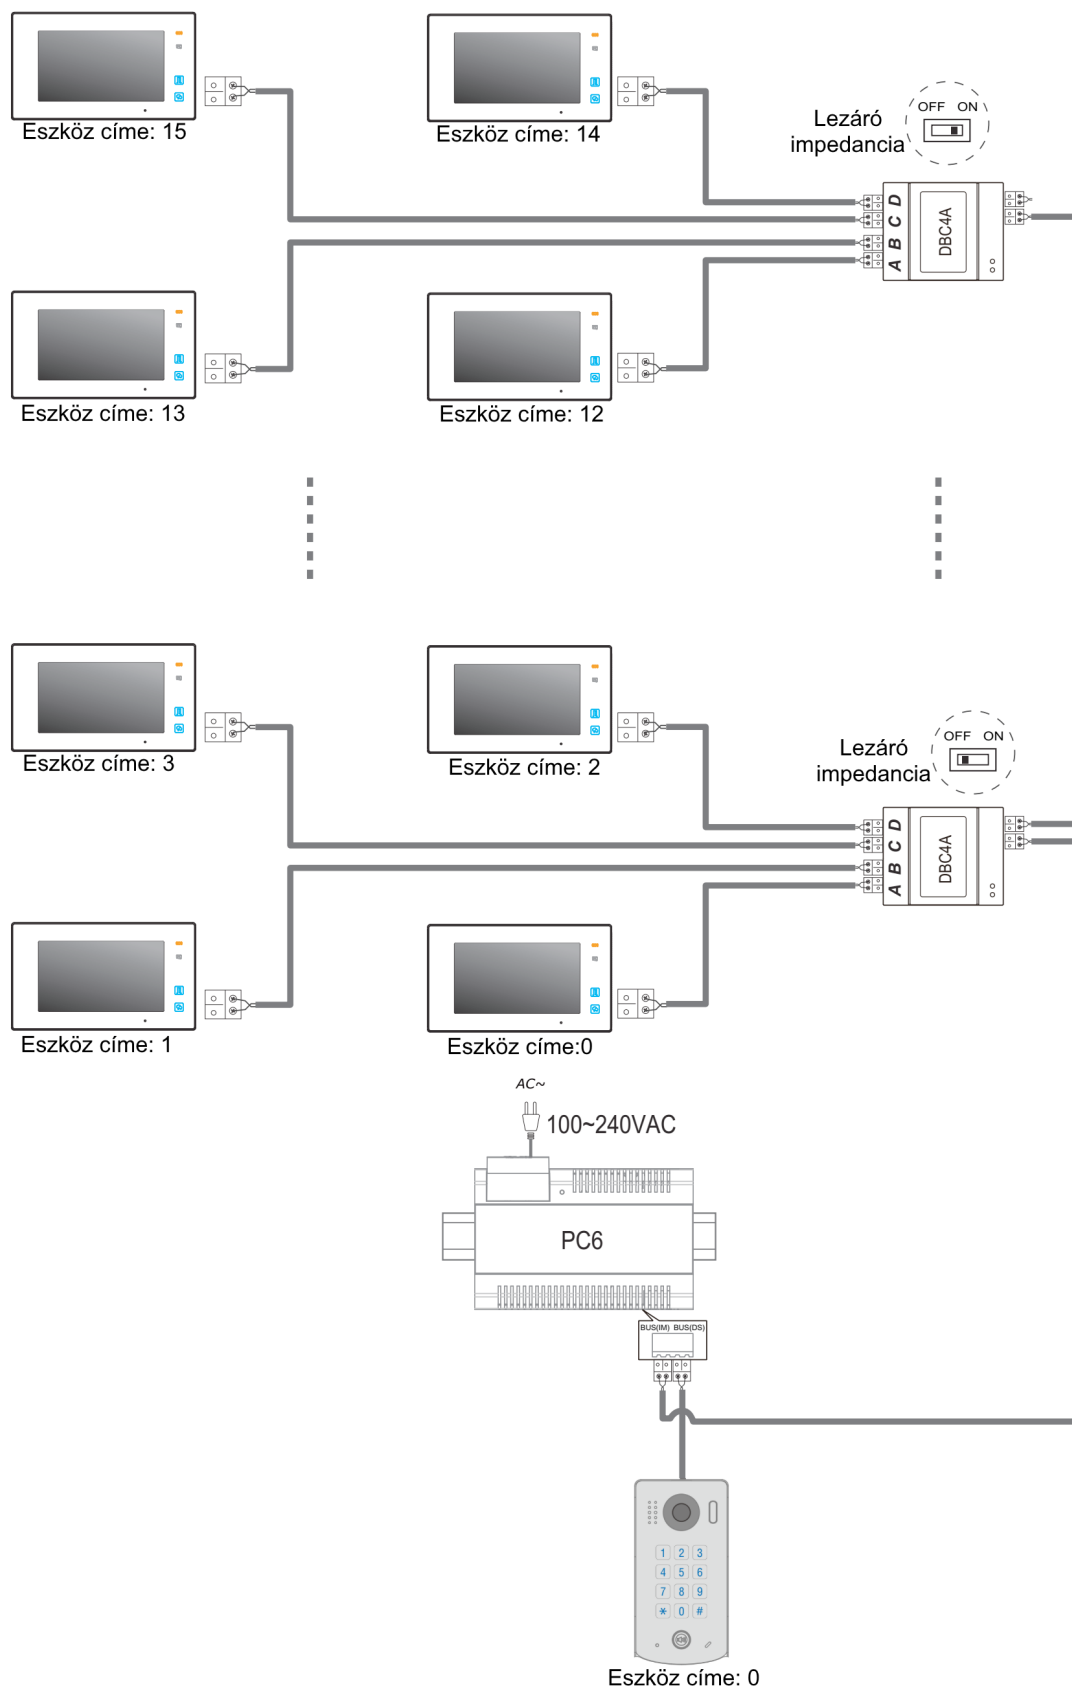 Eszköz címe: 15
Eszköz címe: 14
OFF ON
Lezáró
impedancia
D
C
B
A
DBC4A
Eszköz címe: 13
Eszköz címe: 12
Eszköz címe: 3
Eszköz címe: 2
OFF ON
Lezáró
impedancia
D
C
B
A
DBC4A
Eszköz címe: 1
Eszköz címe:0
AC~
100~240VAC
PC6
BUS(IM) BUS(DS)
1 2 3
4 5 6
7 8 9
* 0 #
Eszköz címe: 0